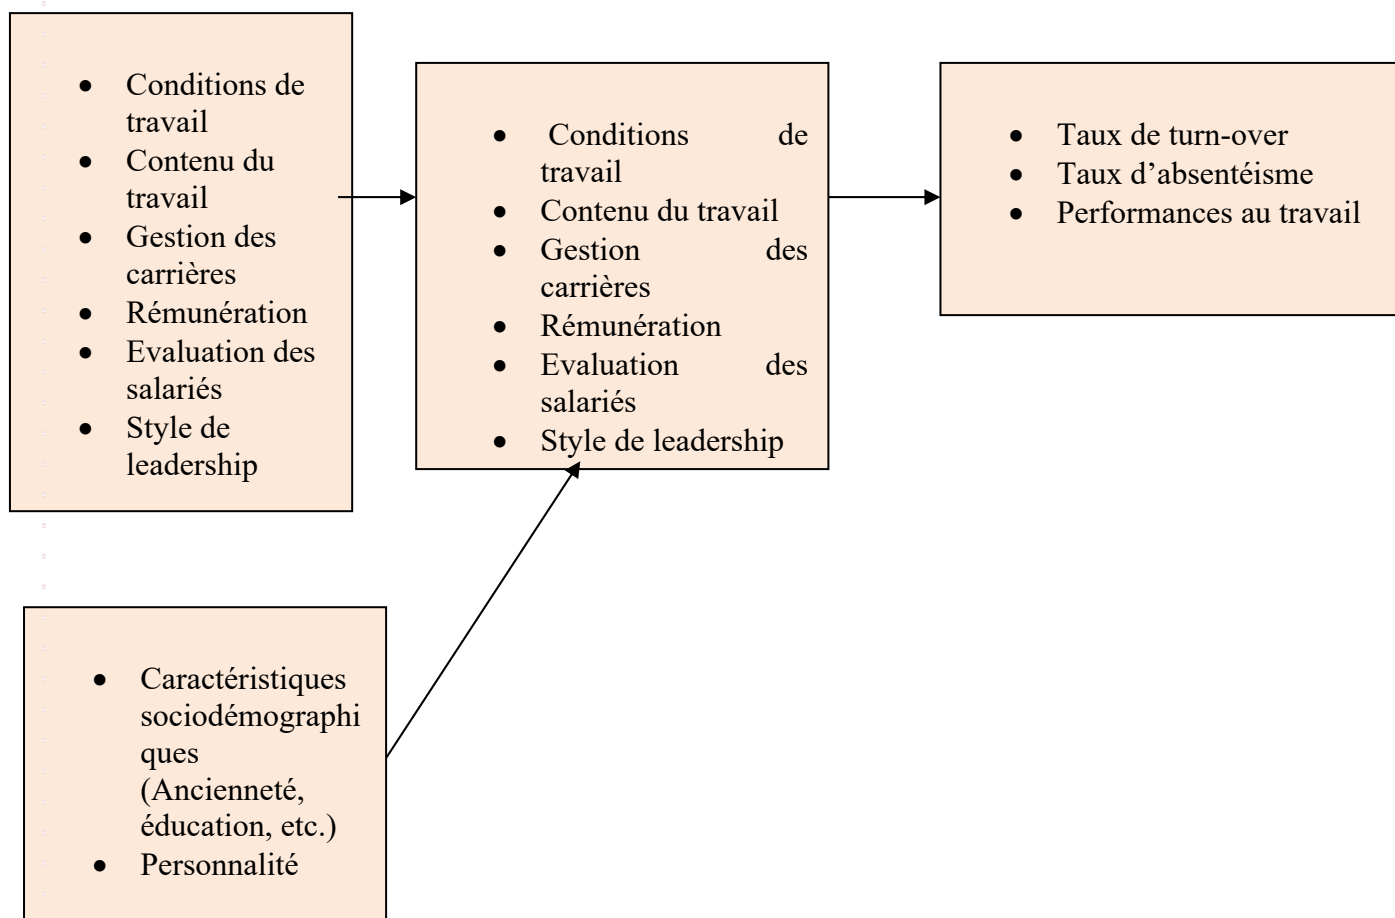 • Conditions de
travail
• Contenu du
travail
• Gestion des
carrières
• Rémunération
• Evaluation des
salariés
• Style de
leadership
• Conditions de
travail
• Contenu du travail
• Gestion des
carrières
• Rémunération
• Evaluation des
salariés
• Style de leadership
• Taux de turn-over
• Taux d’absentéisme
• Performances au travail
• Caractéristiques
sociodémographi
ques
(Ancienneté,
éducation, etc.)
• Personnalité